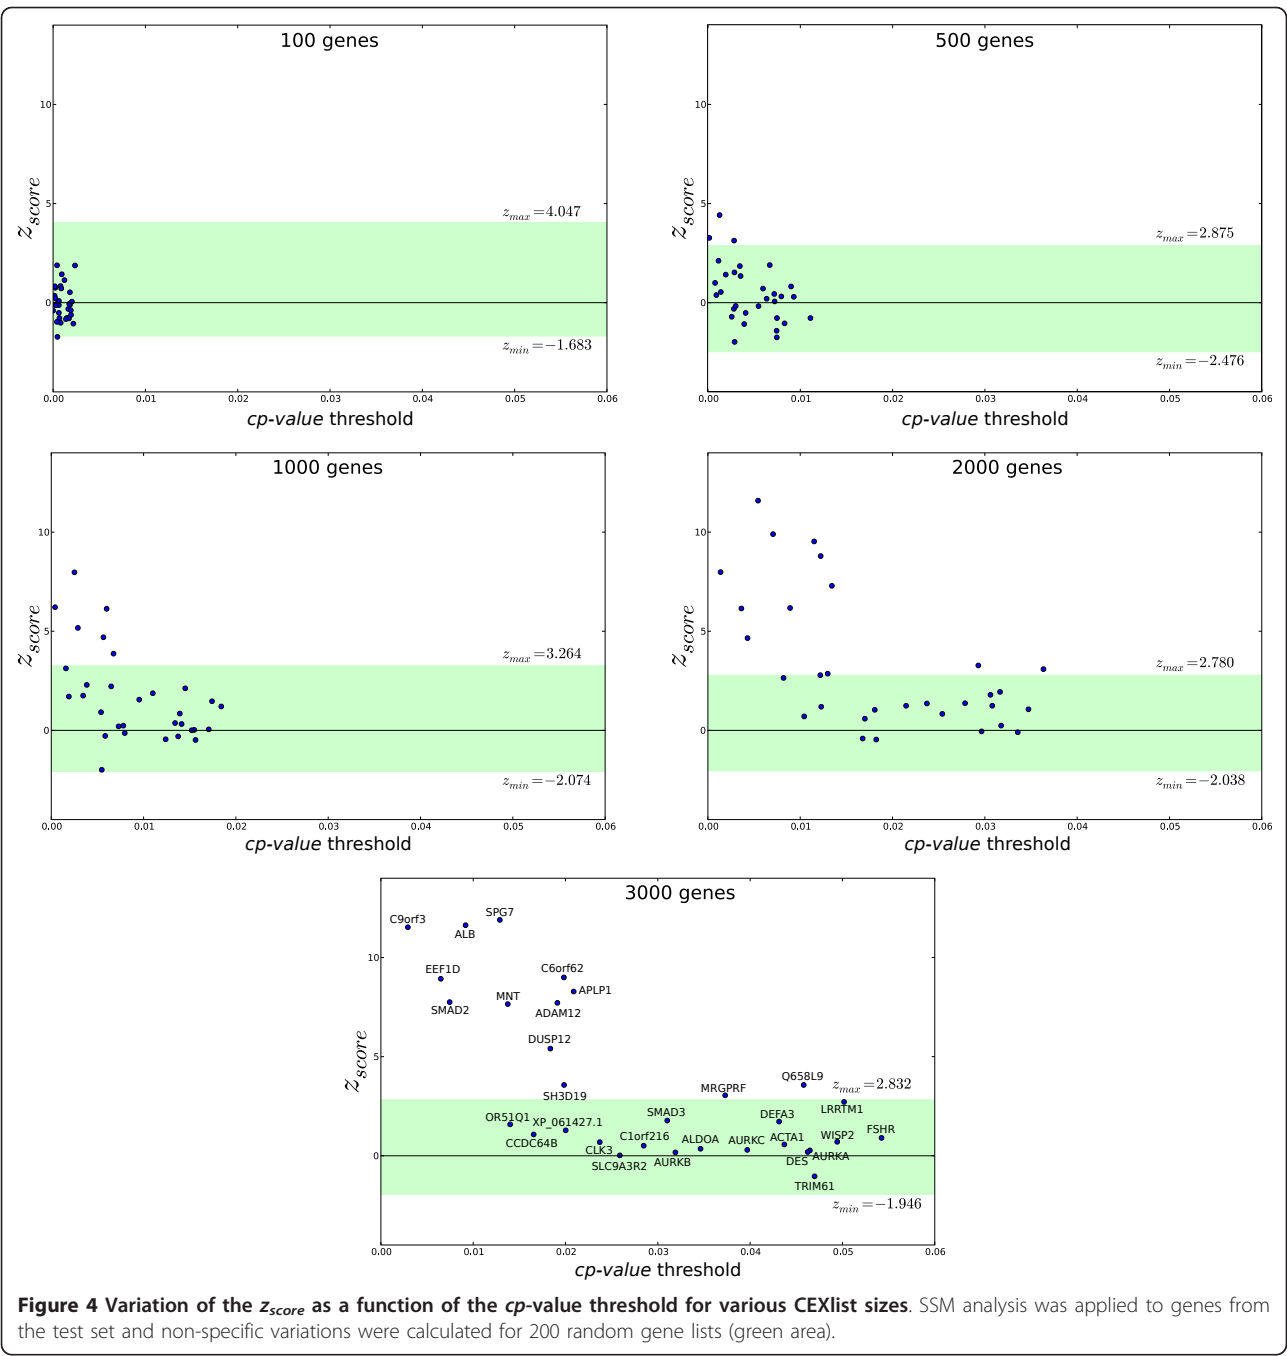 100 genes
10
5
0
z_score
z_max=4.047
z_min=−1.683
0.00 0.01 0.02 0.03 0.04 0.05 0.06
cp-value threshold
500 genes
10
5
0
z_score
z_max=2.875
z_min=−2.476
0.00 0.01 0.02 0.03 0.04 0.05 0.06
cp-value threshold
1000 genes
10
5
0
z_score
z_max=3.264
z_min=−2.074
0.00 0.01 0.02 0.03 0.04 0.05 0.06
cp-value threshold
2000 genes
10
5
0
z_score
z_max=2.780
z_min=−2.038
0.00 0.01 0.02 0.03 0.04 0.05 0.06
cp-value threshold
3000 genes
10
5
0
z_score
C9orf3
SPG7
ALB
EEF1D
C6orf62
SMAD2
MNT
APLP1
ADAM12
DUSP12
SH3D19
MRGPRF
Q658L9
z_max=2.832
LRRTM1
OR51Q1
XP_061427.1
SMAD3
DEFA3
CCDC64B
CLK3
C1orf216
ALDOA
AURKC
ACTA1
WISP2
FSHR
SLC9A3R2
AURKB
DES
AURKA
TRIM61
z_min=−1.946
0.00 0.01 0.02 0.03 0.04 0.05 0.06
cp-value threshold
Figure 4 Variation of the z_score as a function of the cp-value threshold for various CEXlist sizes. SSM analysis was applied to genes from
the test set and non-specific variations were calculated for 200 random gene lists (green area).